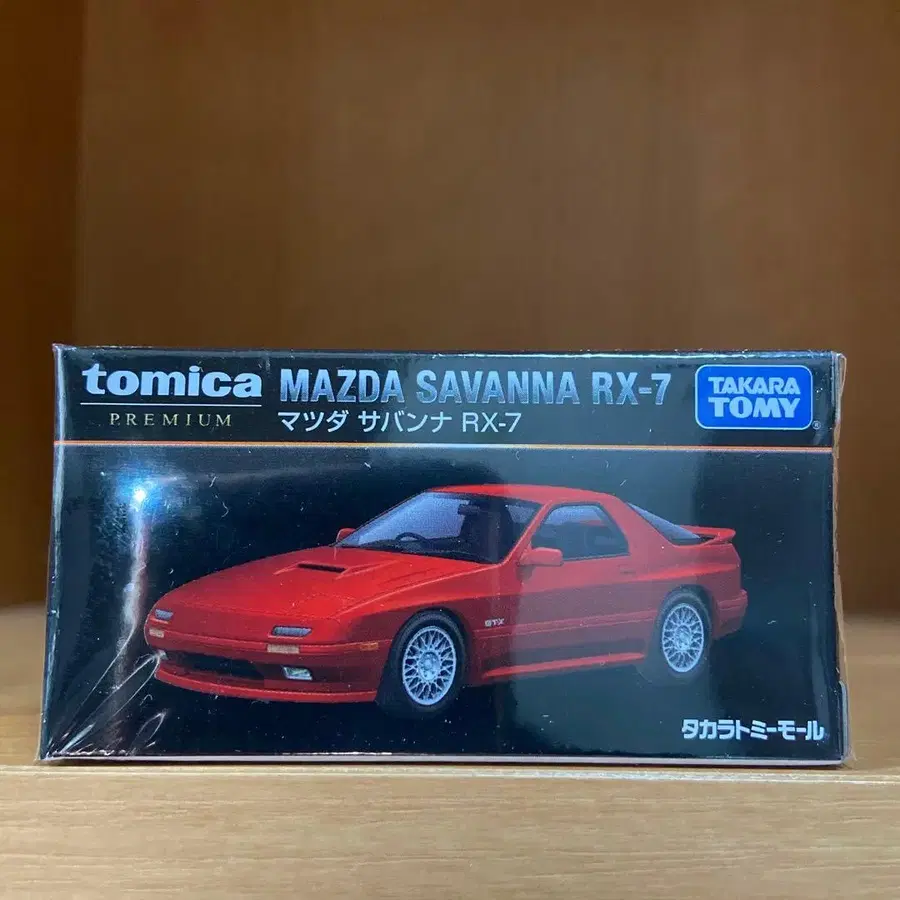 tomica
PREMIUM
MAZDA SAVANNA RX-7
マツダ サバンナ RX-7
TAKARA
TOMY
®
GTX
タカラトミーモール